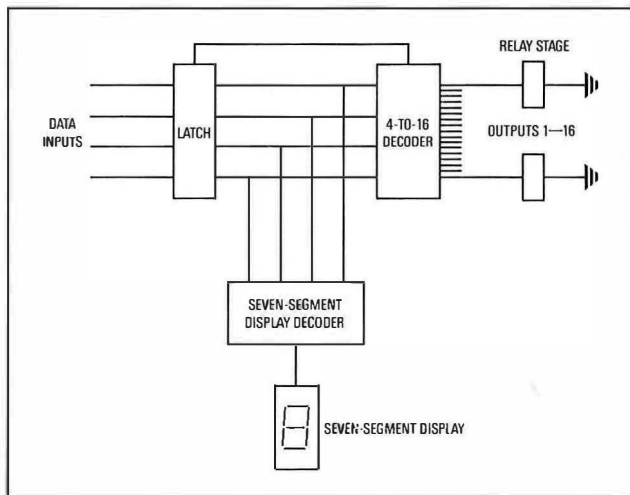 RELAY STAGE
DATA
INPUTS
LATCH
4-TO-16
DECODER
OUTPUTS 1—16
SEVEN-SEGMENT
DISPLAY DECODER
SEVEN-SEGMENT DISPLAY